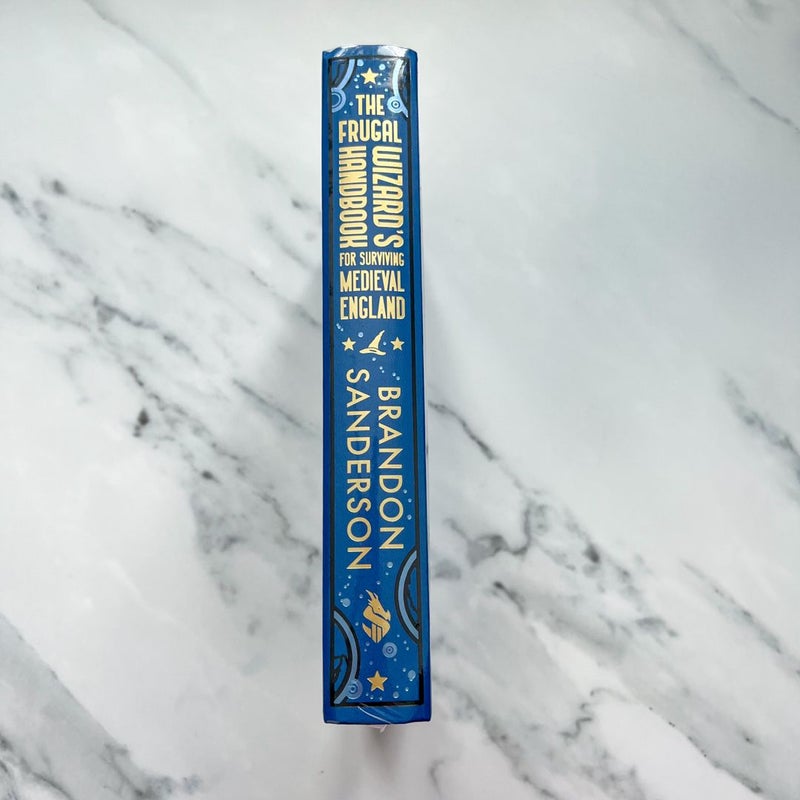 THE
FRUGAL
WIZARD'S
HANDBOOK
FOR SURVIVING
MEDIEVAL
ENGLAND
BRANDON
SANDERSON